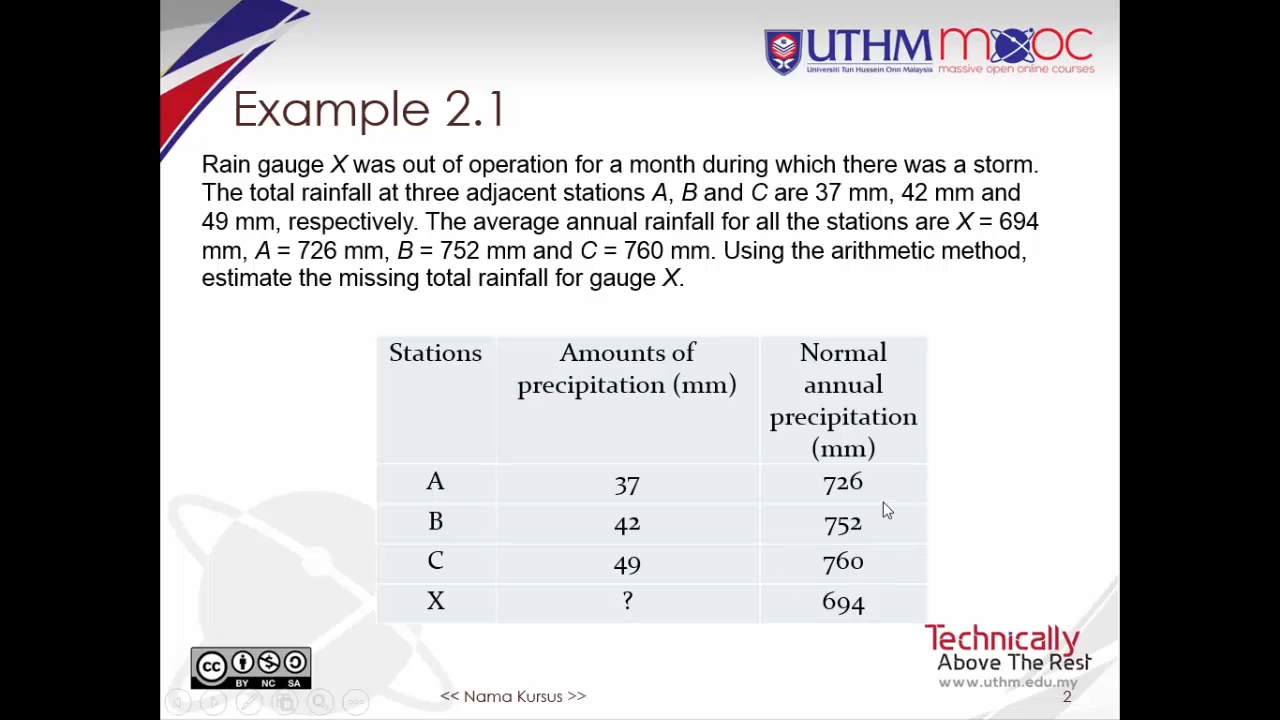 UTHM mooc
Universiti Tun Hussein Onn Malaysia massive open online courses
Example 2.1
Rain gauge X was out of operation for a month during which there was a storm.
The total rainfall at three adjacent stations A, B and C are 37 mm, 42 mm and
49 mm, respectively. The average annual rainfall for all the stations are X = 694
mm, A = 726 mm, B = 752 mm and C = 760 mm. Using the arithmetic method,
estimate the missing total rainfall for gauge X.
Stations Amounts of precipitation (mm) Normal annual precipitation (mm)
A 37 726
B 42 752
C 49 760
X ? 694
Technically
Above The Rest
www.uthm.edu.my
cc BY NC SA
<< Nama Kursus >> 2